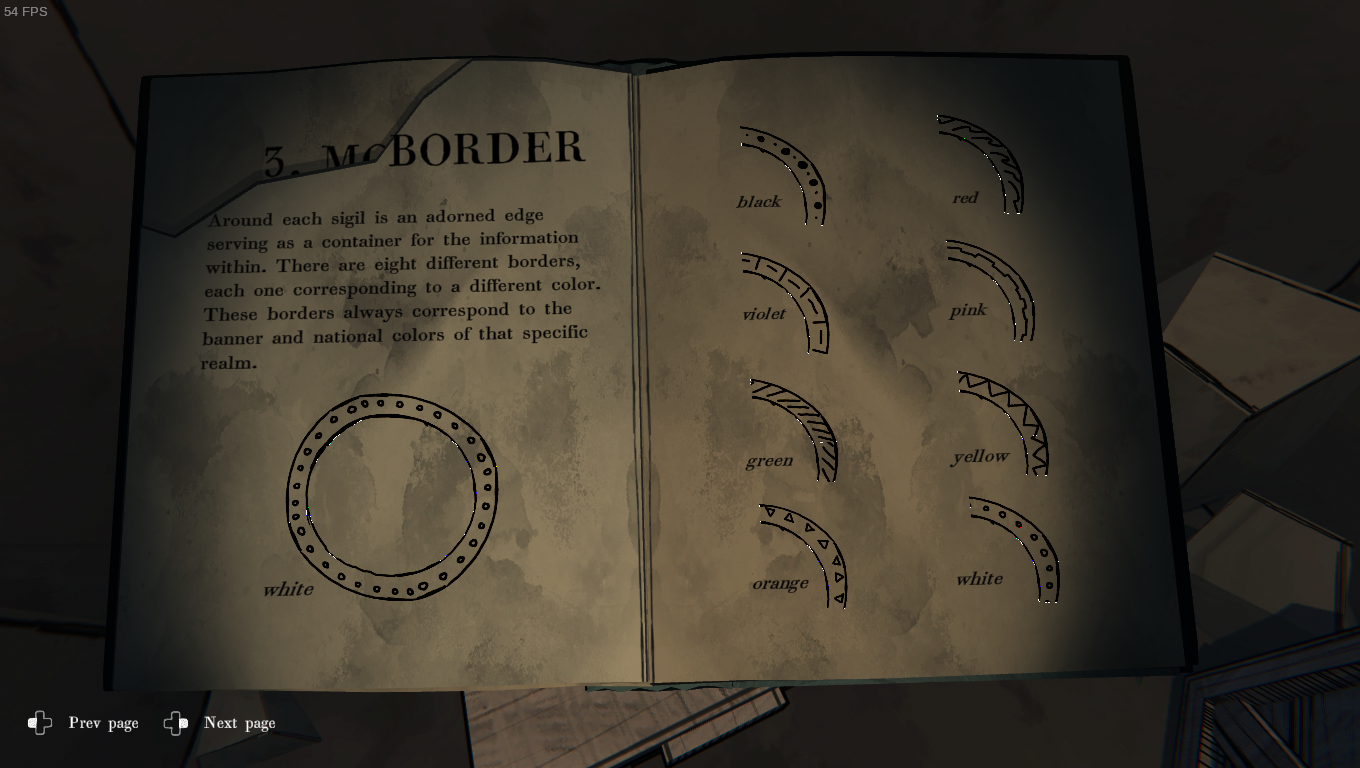 54 FPS
3. BORDER
Around each sigil is an adorned edge
serving as a container for the information
within. There are eight different borders,
each one corresponding to a different color.
These borders always correspond to the
banner and national colors of that specific
realm.
white
black
red
violet
pink
green
yellow
orange
white
Prev page
Next page